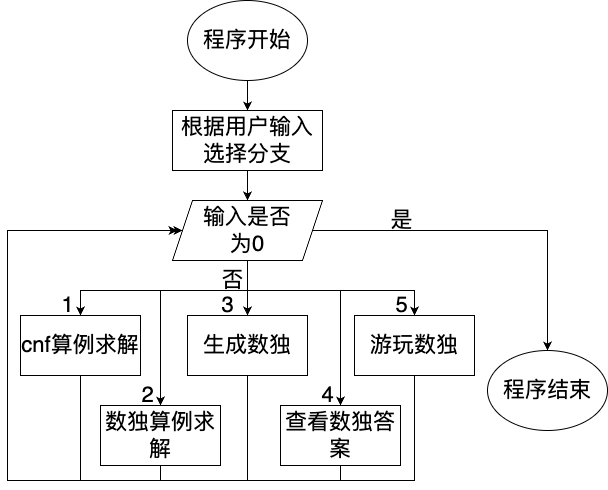 程序开始
根据用户输入
选择分支
输入是否
为0
是
否
1
3
5
cnf算例求解
生成数独
游玩数独
2
4
数独算例求
解
查看数独答
案
程序结束